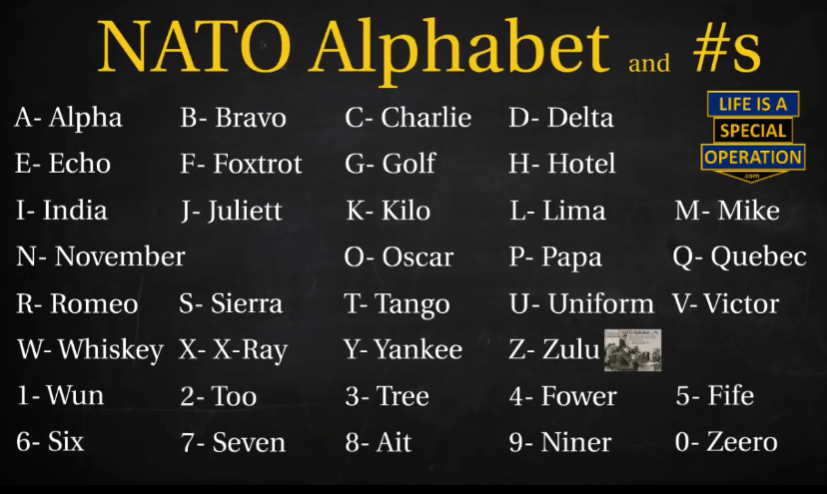 NATO Alphabet and #s
LIFE IS A
SPECIAL
OPERATION
.com
A- Alpha B- Bravo C- Charlie D- Delta
E- Echo F- Foxtrot G- Golf H- Hotel
I- India J- Juliett K- Kilo L- Lima M- Mike
N- November O- Oscar P- Papa Q- Quebec
R- Romeo S- Sierra T- Tango U- Uniform V- Victor
W- Whiskey X- X-Ray Y- Yankee Z- Zulu
1- Wun 2- Too 3- Tree 4- Fower 5- Fife
6- Six 7- Seven 8- Ait 9- Niner 0- Zeero